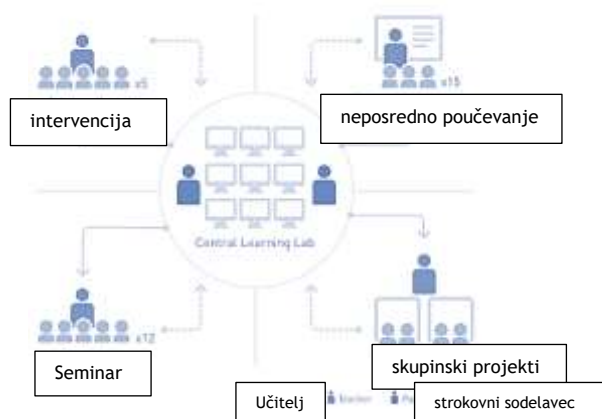 x5
x15
intervencija
neposredno poučevanje
Central Learning Lab
x12
Seminar
skupinski projekti
Učitelj
strokovni sodelavec